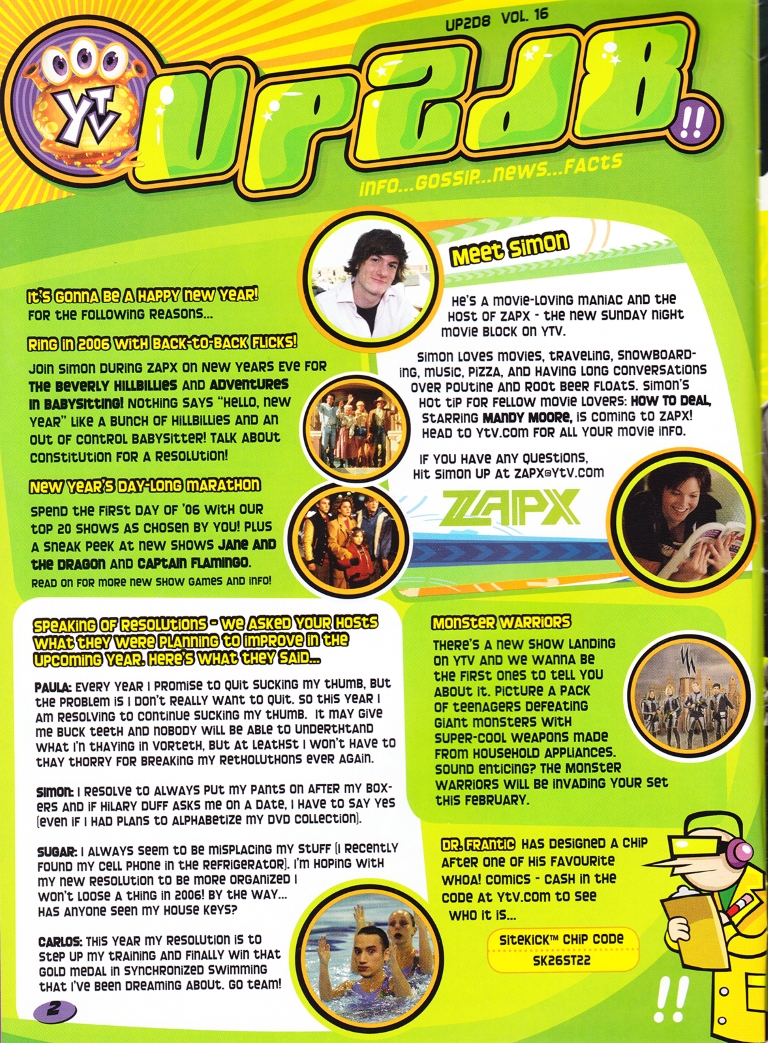 UP2D8 VOL. 16
YTV
UP2D8!!
INFO...GOSSIP...NEWS...FACTS
IT'S GONNA BE A HAPPY NEW YEAR!
FOR THE FOLLOWING REASONS...
RING IN 2006 WITH BACK-TO-BACK FLICKS!
JOIN SIMON DURING ZAPX ON NEW YEARS EVE FOR
THE BEVERLY HILLBILLIES AND ADVENTURES
IN BABYSITTING! NOTHING SAYS "HELLO, NEW
YEAR" LIKE A BUNCH OF HILLBILLIES AND AN
OUT OF CONTROL BABYSITTER! TALK ABOUT
CONSTITUTION FOR A RESOLUTION!
NEW YEAR'S DAY-LONG MARATHON
SPEND THE FIRST DAY OF '06 WITH OUR
TOP 20 SHOWS AS CHOSEN BY YOU! PLUS
A SNEAK PEEK AT NEW SHOWS JANE AND
THE DRAGON AND CAPTAIN FLAMINGO.
READ ON FOR MORE NEW SHOW GAMES AND INFO!
MEET SIMON
HE'S A MOVIE-LOVING MANIAC AND THE
HOST OF ZAPX - THE NEW SUNDAY NIGHT
MOVIE BLOCK ON YTV.
SIMON LOVES MOVIES, TRAVELING, SNOWBOARD-
ING, MUSIC, PIZZA, AND HAVING LONG CONVERSATIONS
OVER POUTINE AND ROOT BEER FLOATS. SIMON'S
HOT TIP FOR FELLOW MOVIE LOVERS: HOW TO DEAL,
STARRING MANDY MOORE, IS COMING TO ZAPX!
HEAD TO YTV.COM FOR ALL YOUR MOVIE INFO.
IF YOU HAVE ANY QUESTIONS,
HIT SIMON UP AT ZAPX@YTV.COM
ZAPX
SPEAKING OF RESOLUTIONS - WE ASKED YOUR HOSTS
WHAT THEY WERE PLANNING TO IMPROVE IN THE
UPCOMING YEAR. HERE'S WHAT THEY SAID...
PAULA: EVERY YEAR I PROMISE TO QUIT SUCKING MY THUMB, BUT
THE PROBLEM IS I DON'T REALLY WANT TO QUIT. SO THIS YEAR I
AM RESOLVING TO CONTINUE SUCKING MY THUMB. IT MAY GIVE
ME BUCK TEETH AND NOBODY WILL BE ABLE TO UNDERTHTAND
WHAT I'M THAYING IN VORTETH, BUT AT LEATHST I WON'T HAVE TO
THAY THORRY FOR BREAKING MY RETHOLUTHIONS EVER AGAIN.
SIMON: I RESOLVE TO ALWAYS PUT MY PANTS ON AFTER MY BOX-
ERS AND IF HILARY DUFF ASKS ME ON A DATE, I HAVE TO SAY YES
(EVEN IF I HAD PLANS TO ALPHABETIZE MY DVD COLLECTION).
SUGAR: I ALWAYS SEEM TO BE MISPLACING MY STUFF (I RECENTLY
FOUND MY CELL PHONE IN THE REFRIGERATOR). I'M HOPING WITH
MY NEW RESOLUTION TO BE MORE ORGANIZED I
WON'T LOOSE A THING IN 2006! BY THE WAY...
HAS ANYONE SEEN MY HOUSE KEYS?
CARLOS: THIS YEAR MY RESOLUTION IS TO
STEP UP MY TRAINING AND FINALLY WIN THAT
GOLD MEDAL IN SYNCHRONIZED SWIMMING
THAT I'VE BEEN DREAMING ABOUT. GO TEAM!
MONSTER WARRIORS
THERE'S A NEW SHOW LANDING
ON YTV AND WE WANNA BE
THE FIRST ONES TO TELL YOU
ABOUT IT. PICTURE A PACK
OF TEENAGERS DEFEATING
GIANT MONSTERS WITH
SUPER-COOL WEAPONS MADE
FROM HOUSEHOLD APPLIANCES.
SOUND ENTICING? THE MONSTER
WARRIORS WILL BE INVADING YOUR SET
THIS FEBRUARY.
DR. FRANTIC HAS DESIGNED A CHIP
AFTER ONE OF HIS FAVOURITE
WHOA! COMICS - CASH IN THE
CODE AT YTV.COM TO SEE
WHO IT IS...
SITEKICK™ CHIP CODE
SK26ST22
!!
2